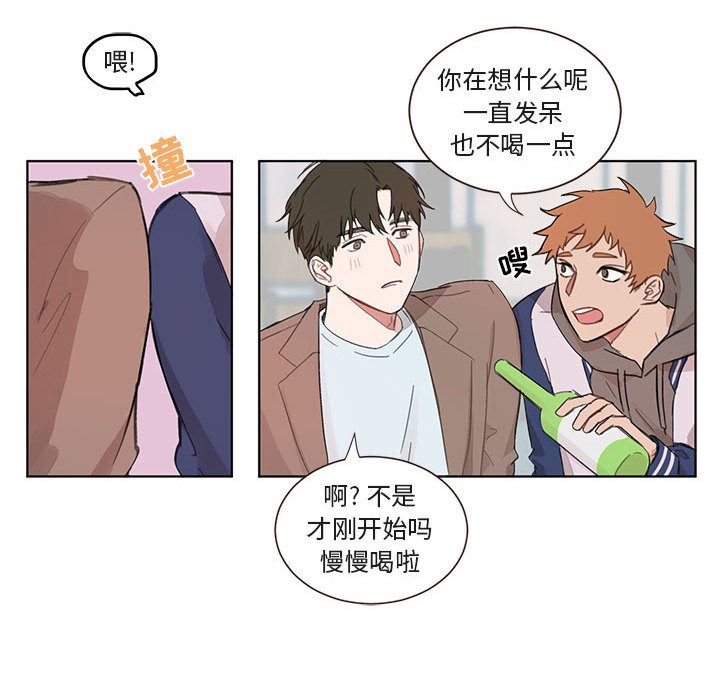 喂!
撞
你在想什么呢
一直发呆
也不喝一点
嗖
啊? 不是
才刚开始吗
慢慢喝啦